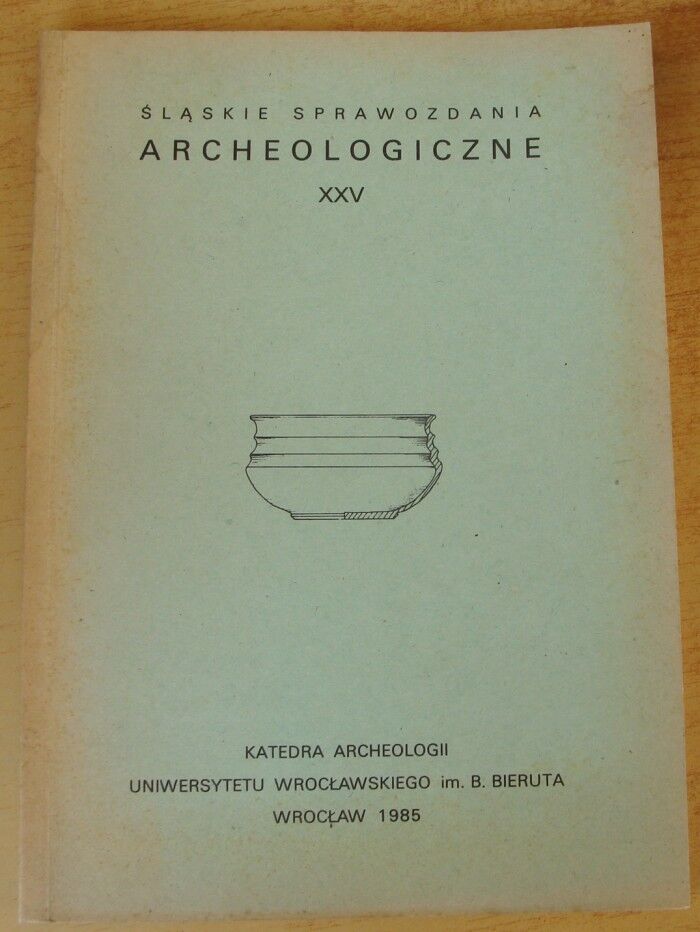 ŚLĄSKIE SPRAWOZDANIA
ARCHEOLOGICZNE
XXV
KATEDRA ARCHEOLOGII
UNIWERSYTETU WROCŁAWSKIEGO im. B. BIERUTA
WROCŁAW 1985